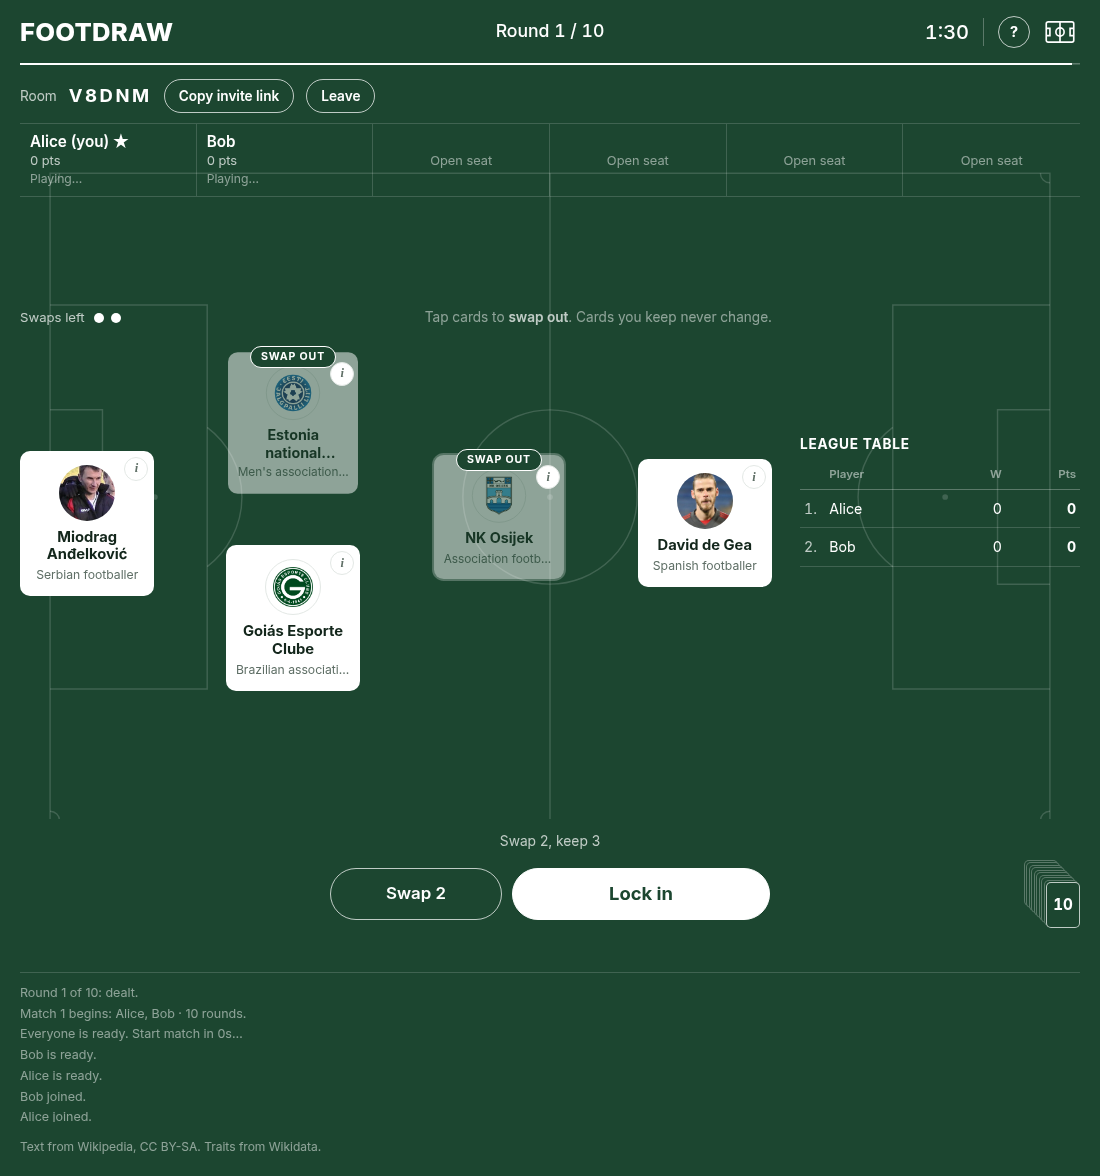 FOOTDRAW
Round 1 / 10
1:30
?
Room V8DNM Copy invite link Leave
Alice (you) ★
0 pts
Playing...
Bob
0 pts
Playing...
Open seat
Open seat
Open seat
Open seat
Swaps left
Tap cards to swap out. Cards you keep never change.
i
Miodrag
Anđelković
Serbian footballer
SWAP OUT
i
Estonia
national...
Men's association...
i
Goiás Esporte
Clube
Brazilian associati...
SWAP OUT
i
NK Osijek
Association footb...
i
David de Gea
Spanish footballer
LEAGUE TABLE
Player W Pts
1. Alice 0 0
2. Bob 0 0
Swap 2, keep 3
Swap 2
Lock in
10
Round 1 of 10: dealt.
Match 1 begins: Alice, Bob · 10 rounds.
Everyone is ready. Start match in 0s...
Bob is ready.
Alice is ready.
Bob joined.
Alice joined.
Text from Wikipedia, CC BY-SA. Traits from Wikidata.